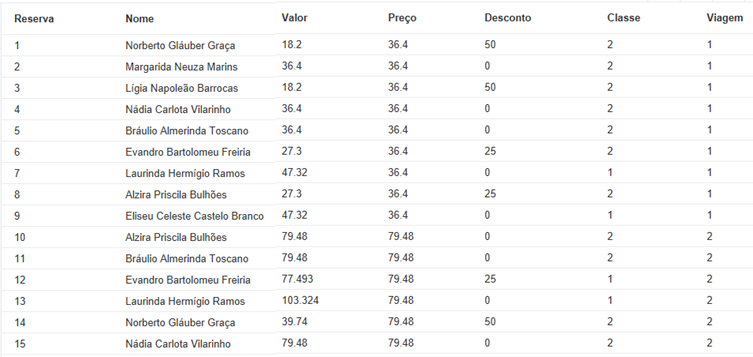 Reserva Nome Valor Preço Desconto Classe Viagem
1 Norberto Gláuber Graça 18.2 36.4 50 2 1
2 Margarida Neuza Marins 36.4 36.4 0 2 1
3 Lígia Napoleão Barrocas 18.2 36.4 50 2 1
4 Nádia Carlota Vilarinho 36.4 36.4 0 2 1
5 Bráulio Almerinda Toscano 36.4 36.4 0 2 1
6 Evandro Bartolomeu Freiria 27.3 36.4 25 2 1
7 Laurinda Hermígio Ramos 47.32 36.4 0 1 1
8 Alzira Priscila Bulhões 27.3 36.4 25 2 1
9 Eliseu Celeste Castelo Branco 47.32 36.4 0 1 1
10 Alzira Priscila Bulhões 79.48 79.48 0 2 2
11 Bráulio Almerinda Toscano 79.48 79.48 0 2 2
12 Evandro Bartolomeu Freiria 77.493 79.48 25 1 2
13 Laurinda Hermígio Ramos 103.324 79.48 0 1 2
14 Norberto Gláuber Graça 39.74 79.48 50 2 2
15 Nádia Carlota Vilarinho 79.48 79.48 0 2 2